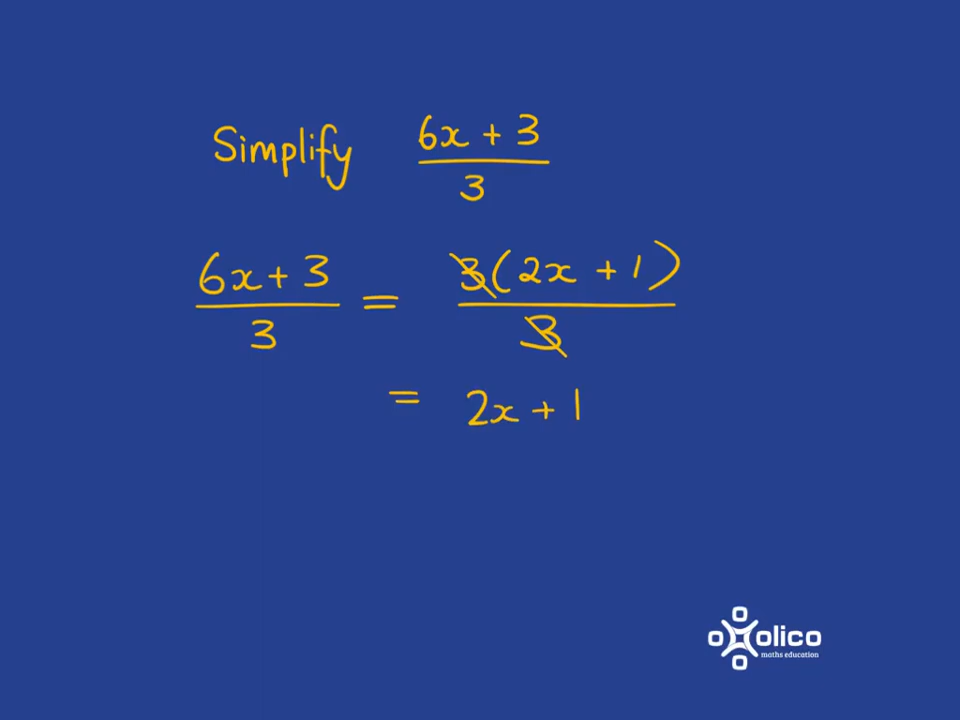 Simplify (6x + 3)/3
(6x + 3)/3 = 3(2x + 1)/3
= 2x + 1
olico
maths education